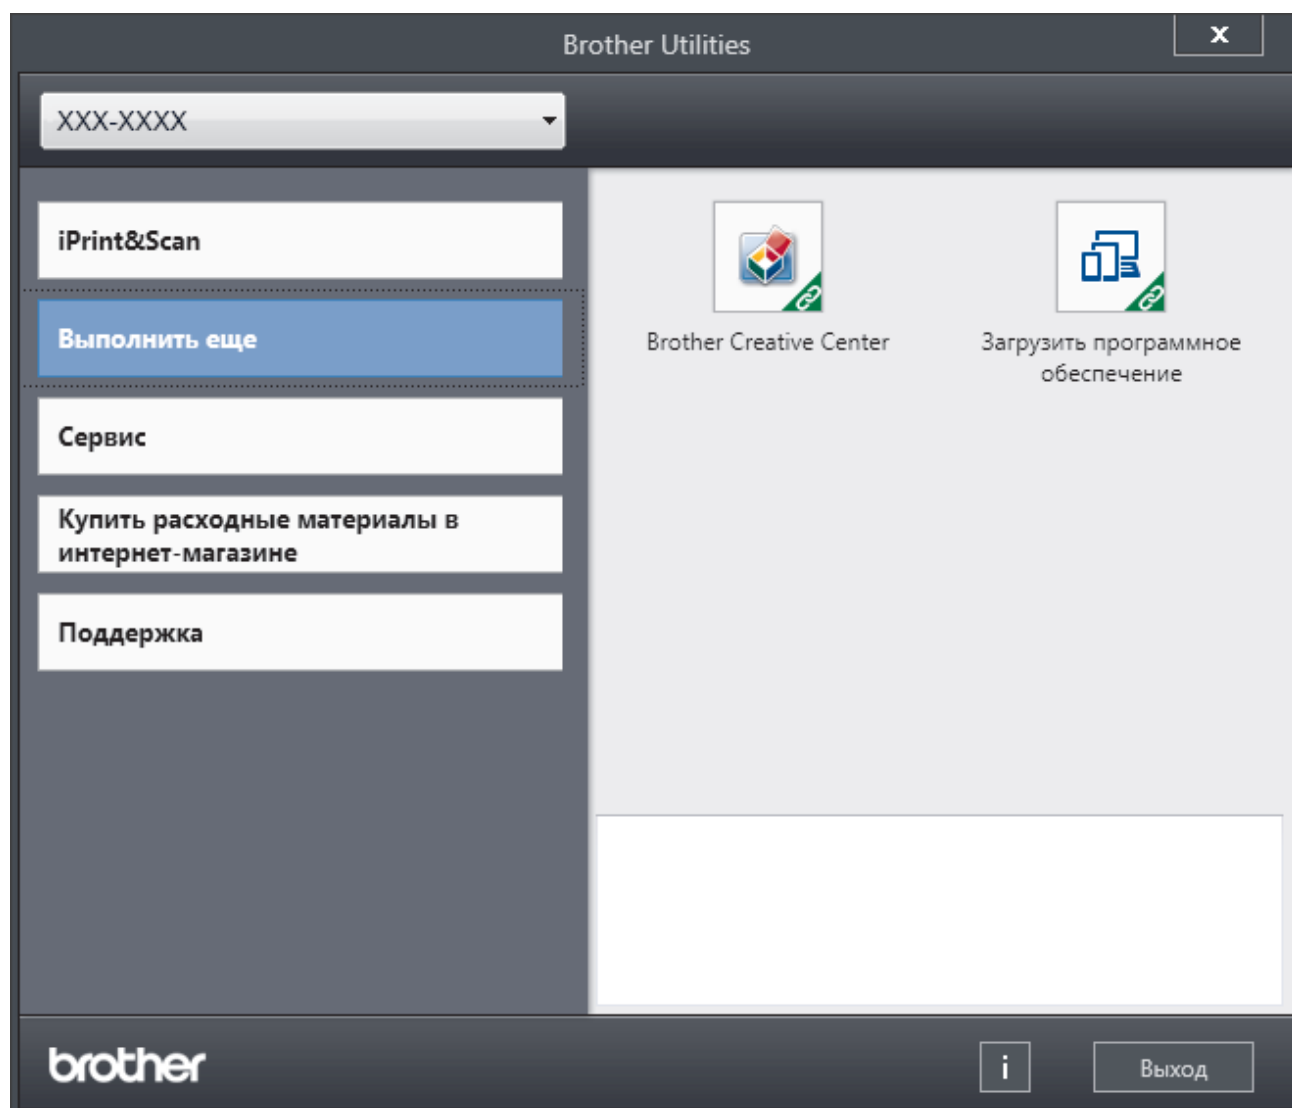 Brother Utilities
x
XXX-XXXX
iPrint&Scan
Выполнить еще
Сервис
Купить расходные материалы в
интернет-магазине
Поддержка
Brother Creative Center
Загрузить программное
обеспечение
brother
i
Выход